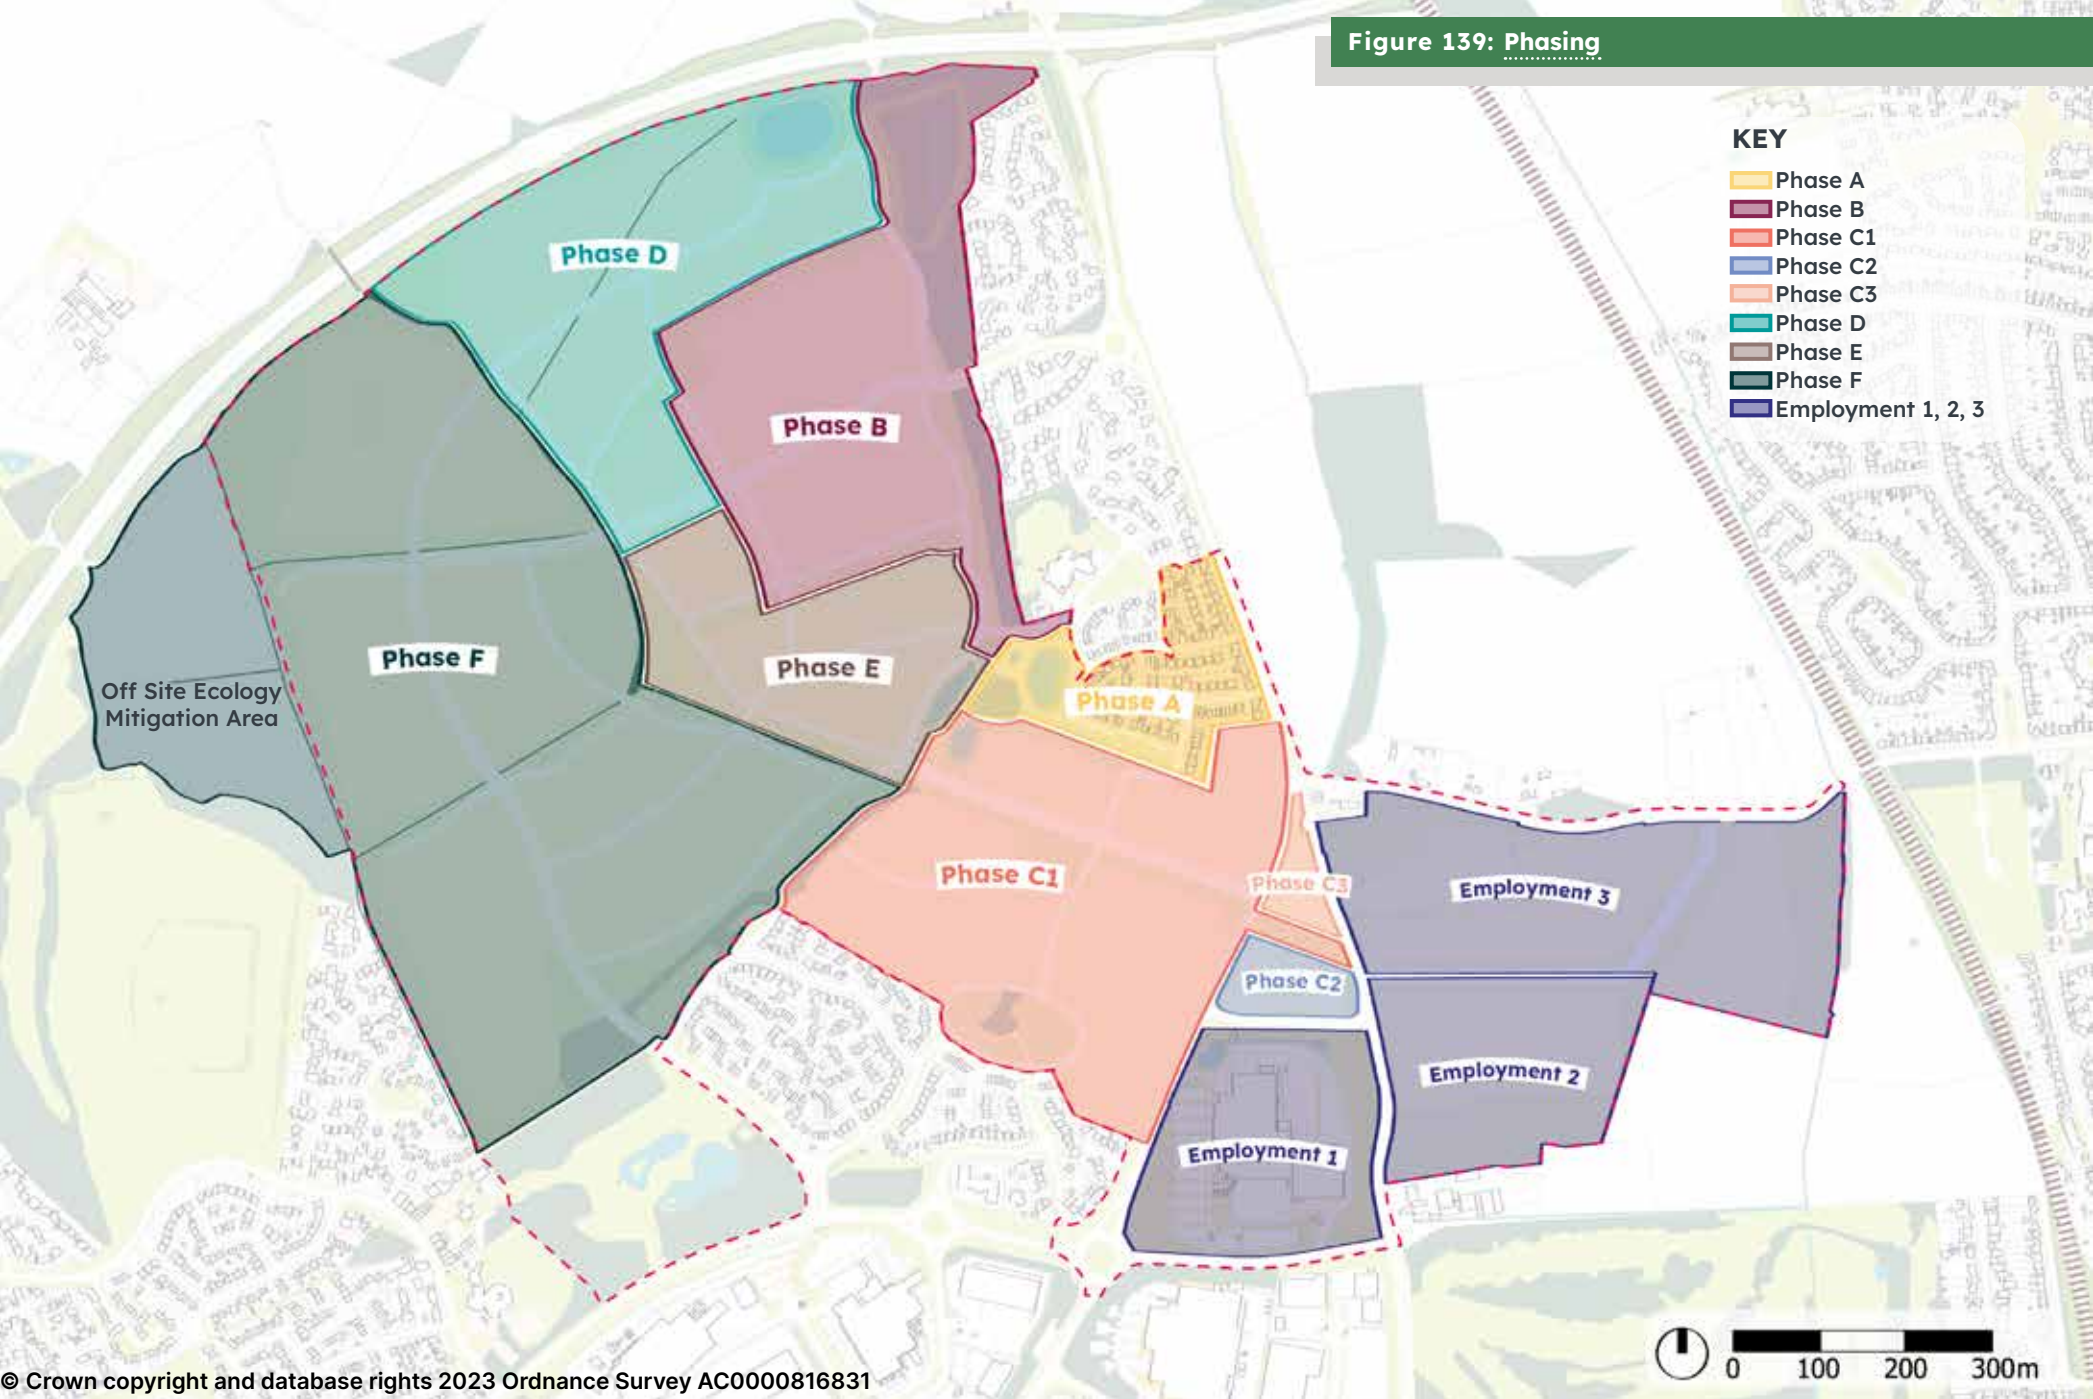 Figure 139: Phasing
KEY
Phase A
Phase B
Phase C1
Phase C2
Phase C3
Phase D
Phase E
Phase F
Employment 1, 2, 3
Phase D
Phase B
Phase F
Phase E
Off Site Ecology
Mitigation Area
Phase A
Phase C1
Phase C3
Employment 3
Phase C2
Employment 2
Employment 1
0 100 200 300m
© Crown copyright and database rights 2023 Ordnance Survey AC0000816831